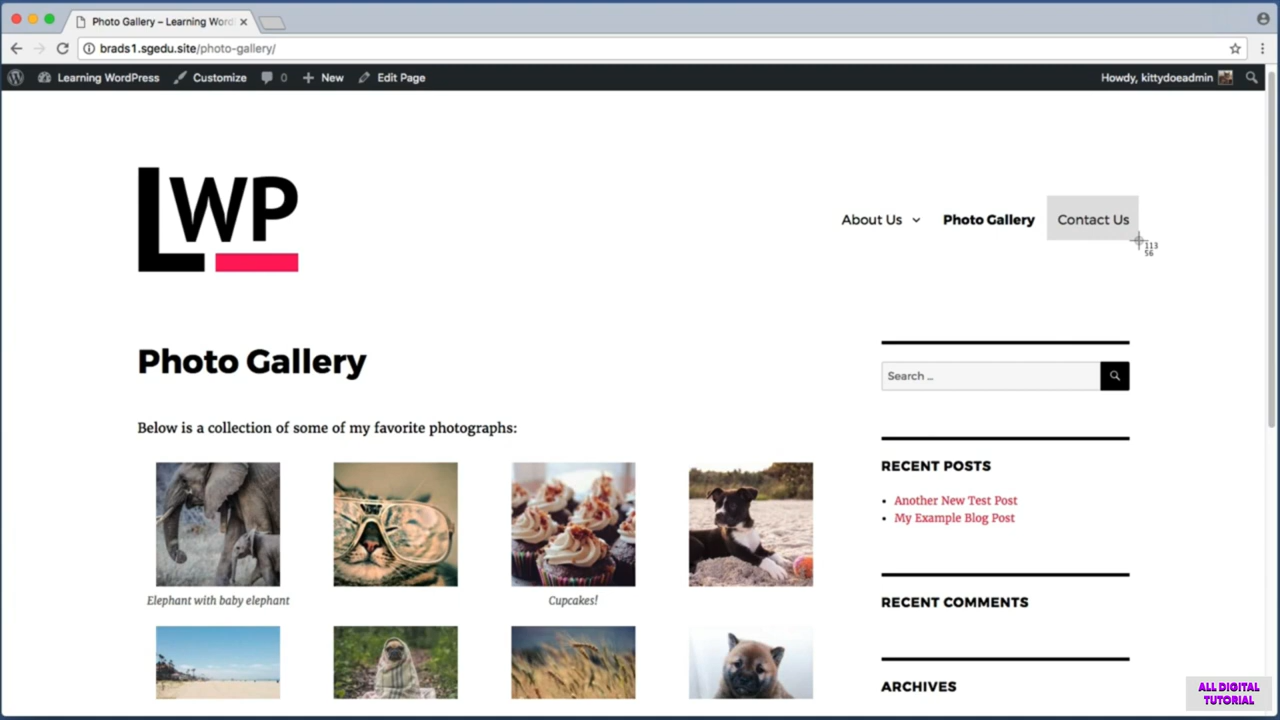 Photo Gallery – Learning Word
brads1.sgedu.site/photo-gallery/
Learning WordPress Customize 0 New Edit Page Howdy, kittydoeadmin
LWP
About Us Photo Gallery Contact Us
113
56
Photo Gallery
Search ...
Below is a collection of some of my favorite photographs:
RECENT POSTS
Another New Test Post
My Example Blog Post
Elephant with baby elephant
Cupcakes!
RECENT COMMENTS
ARCHIVES
ALL DIGITAL
TUTORIAL